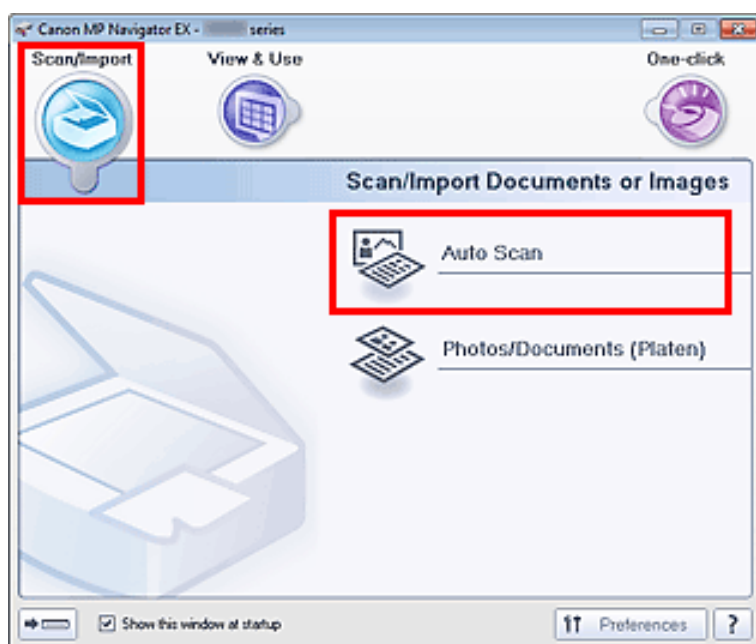 Canon MP Navigator EX - series
Scan/Import
View & Use
One-click
Scan/Import Documents or Images
Auto Scan
Photos/Documents (Platen)
Show this window at startup
Preferences
?